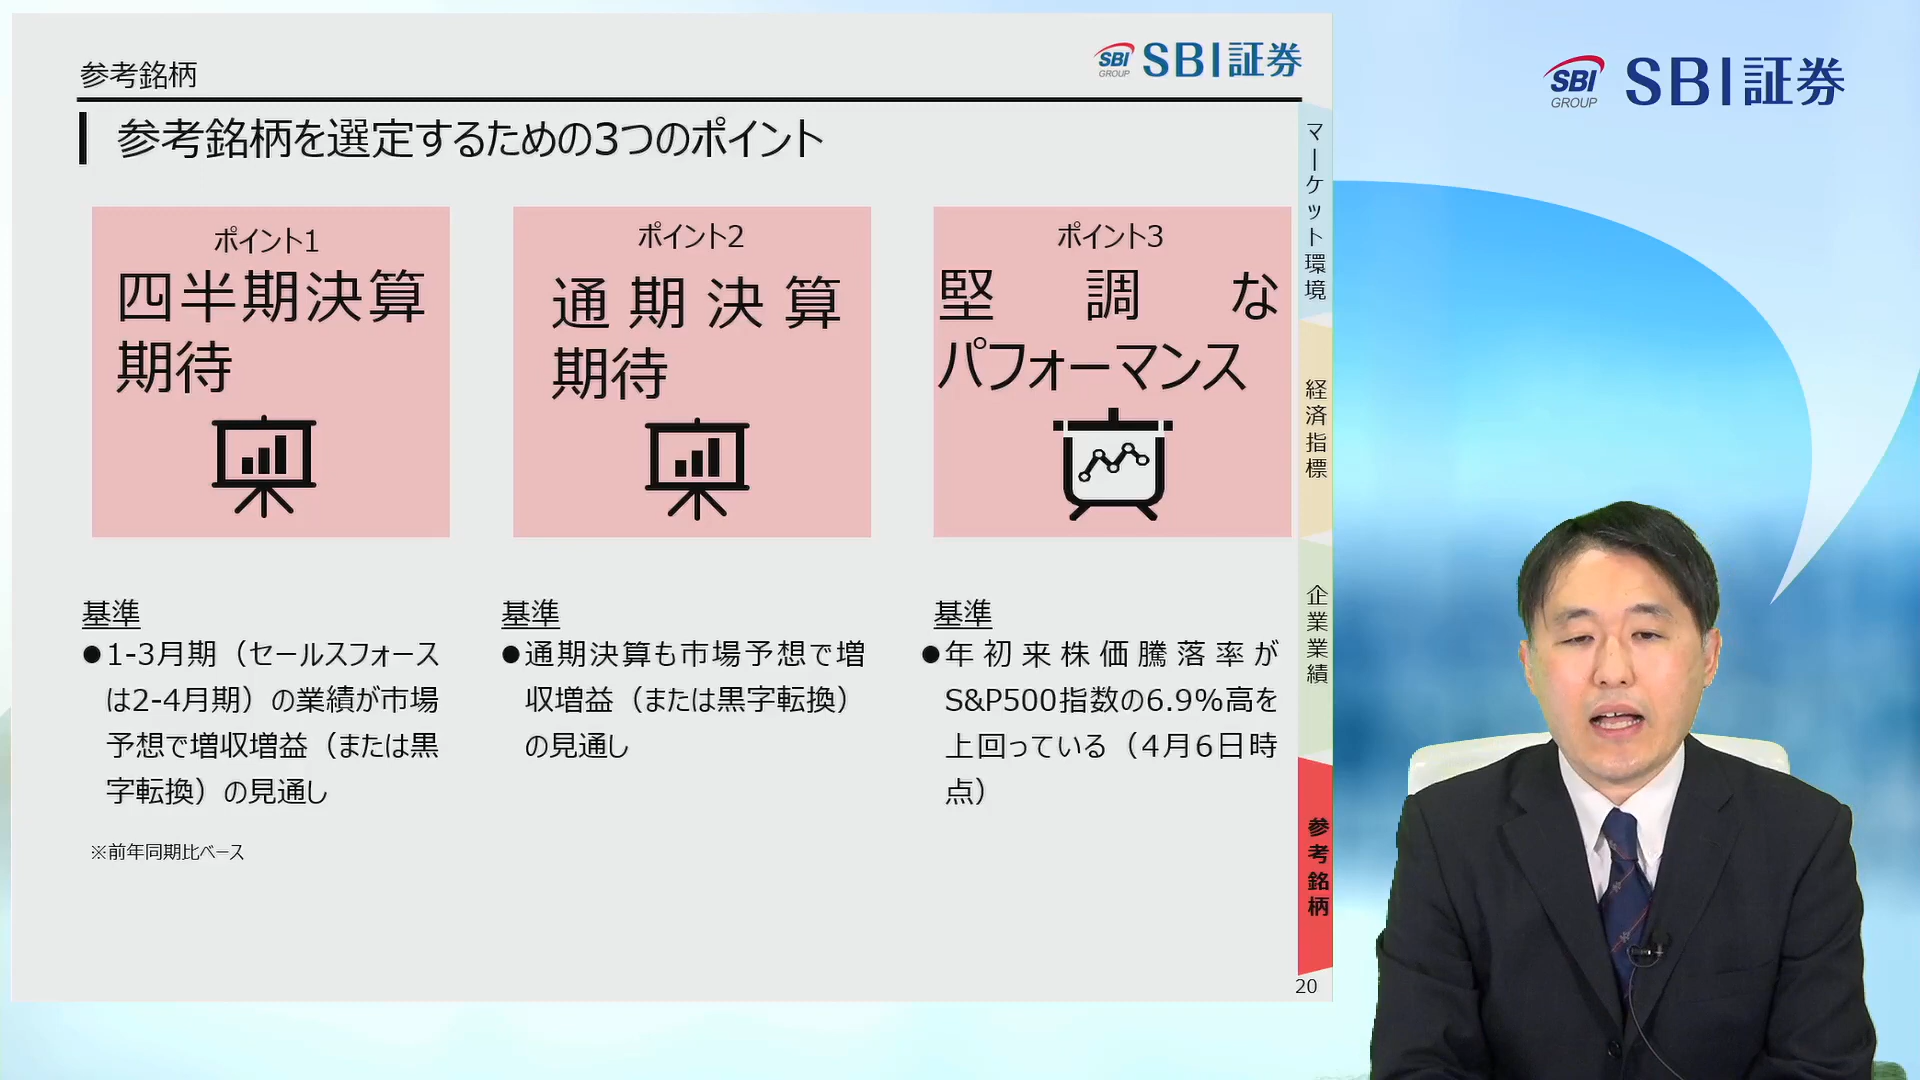 参考銘柄
SBI GROUP SBI証券
参考銘柄を選定するための3つのポイント
ポイント1
四半期決算
期待
ポイント2
通期決算
期待
ポイント3
堅調な
パフォーマンス
基準
●1-3月期（セールスフォース
は2-4月期）の業績が市場
予想で増収増益（または黒
字転換）の見通し
※前年同期比ベース
基準
●通期決算も市場予想で増
収増益（または黒字転換）
の見通し
基準
●年初来株価騰落率が
S&P500指数の6.9%高を
上回っている（4月6日時
点）
マーケット環境
経済指標
企業業績
参考銘柄
20
SBI GROUP SBI証券